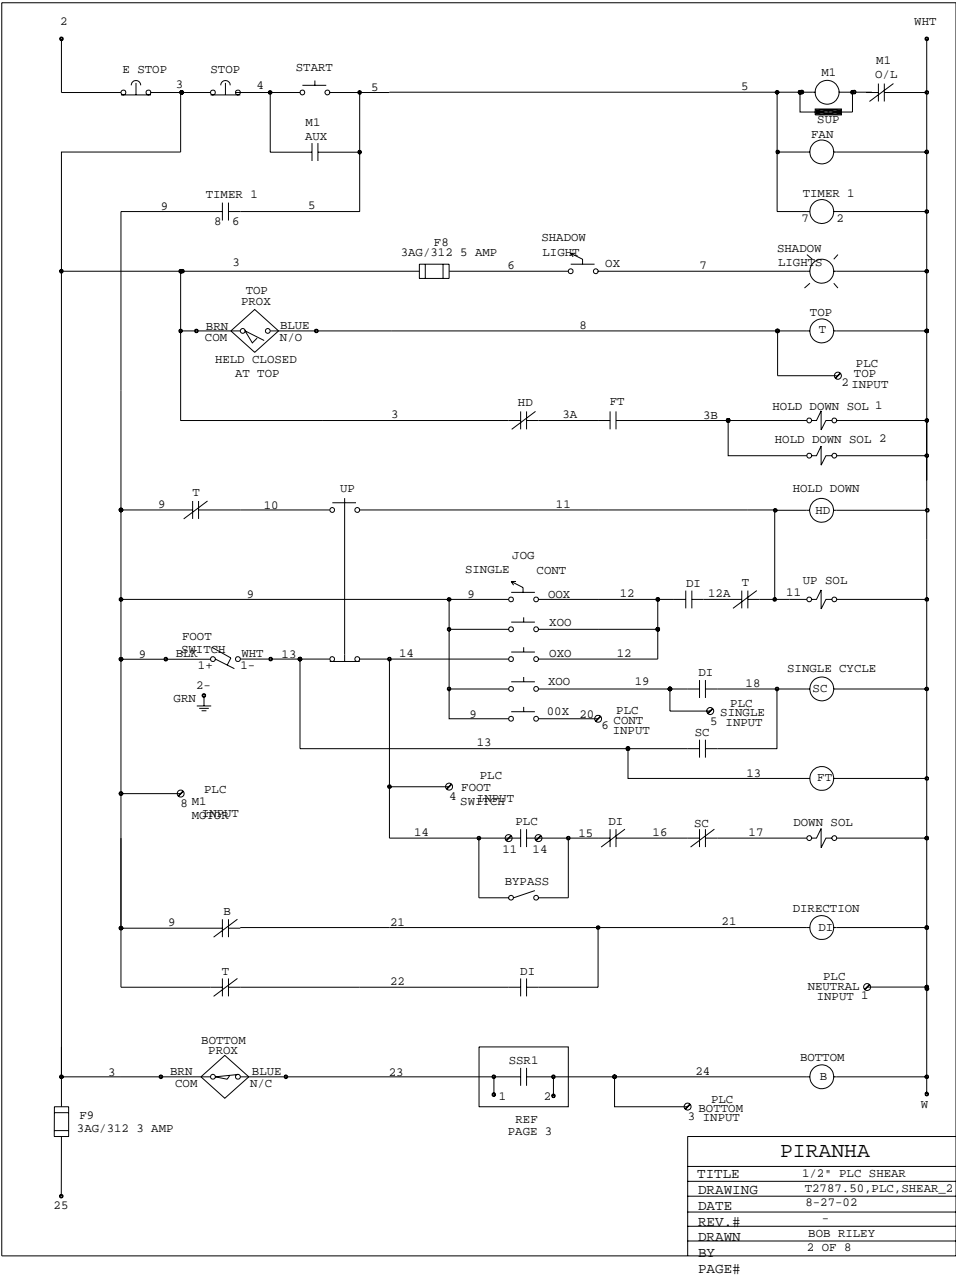 2
WHT
E STOP
3
STOP
4
START
5
5
M1
M1
O/L
SUP
M1
AUX
FAN
TIMER 1
9
8 6
5
TIMER 1
7 2
3
F8
3AG/312 5 AMP
6
SHADOW
LIGHT
OX
7
SHADOW
LIGHTS
TOP
PROX
BRN
COM
BLUE
N/O
HELD CLOSED
AT TOP
8
TOP
T
PLC
TOP
INPUT
2
3
HD
3A
FT
3B
HOLD DOWN SOL 1
HOLD DOWN SOL 2
9
T
10
UP
11
HOLD DOWN
HD
JOG
SINGLE
CONT
9
9
OOX
12
DI
12A
T
11
UP SOL
XOO
FOOT
SWITCH
9
BLK
1+
WHT
1-
13
14
OXO
12
2-
GRN
XOO
19
DI
18
SINGLE CYCLE
SC
PLC
SINGLE
INPUT
5
9
00X
20
6
PLC
CONT
INPUT
13
SC
13
FT
PLC
M1
INPUT
MOTOR
8
PLC
FOOT
INPUT
SWITCH
4
14
PLC
11 14
15
DI
16
SC
17
DOWN SOL
BYPASS
9
B
21
21
DIRECTION
DI
T
22
DI
PLC
NEUTRAL
INPUT 1
BOTTOM
PROX
3
BRN
COM
BLUE
N/C
23
SSR1
1
2
REF
PAGE 3
24
BOTTOM
B
PLC
BOTTOM
INPUT
3
W
F9
3AG/312 3 AMP
25
PIRANHA
TITLE 1/2" PLC SHEAR
DRAWING T2787.50,PLC,SHEAR_2
DATE 8-27-02
REV.# -
DRAWN BOB RILEY
BY 2 OF 8
PAGE#